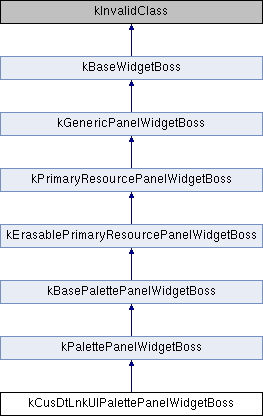 kInvalidClass
kBaseWidgetBoss
kGenericPanelWidgetBoss
kPrimaryResourcePanelWidgetBoss
kErasablePrimaryResourcePanelWidgetBoss
kBasePalettePanelWidgetBoss
kPalettePanelWidgetBoss
kCusDtLnkUIPalettePanelWidgetBoss